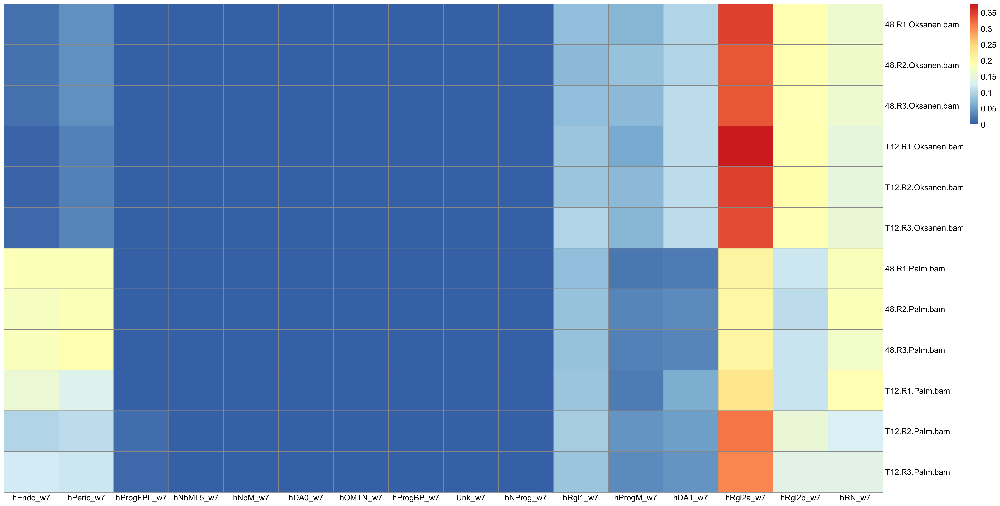 48.R1.Oksanen.bam
48.R2.Oksanen.bam
48.R3.Oksanen.bam
T12.R1.Oksanen.bam
T12.R2.Oksanen.bam
T12.R3.Oksanen.bam
48.R1.Palm.bam
48.R2.Palm.bam
48.R3.Palm.bam
T12.R1.Palm.bam
T12.R2.Palm.bam
T12.R3.Palm.bam
0.35
0.3
0.25
0.2
0.15
0.1
0.05
0
hEndo_w7 hPeric_w7 hProgFPL_w7 hNbML5_w7 hNbM_w7 hDA0_w7 hOMTN_w7 hProgBP_w7 Unk_w7 hNProg_w7 hRgl1_w7 hProgM_w7 hDA1_w7 hRgl2a_w7 hRgl2b_w7 hRN_w7